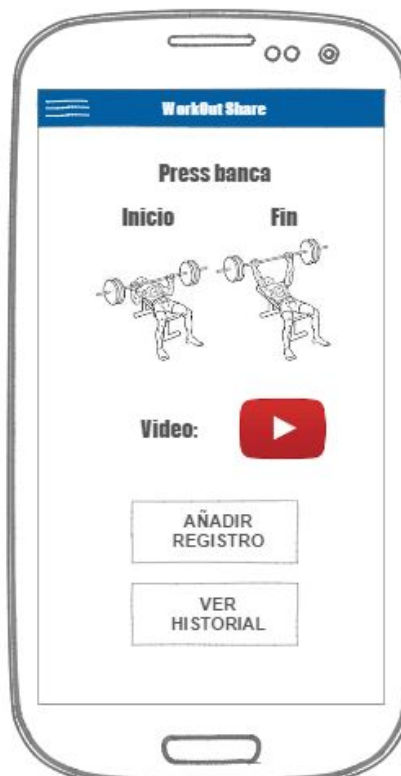 WorkOut Share
Press banca
Inicio Fin
Video:
AÑADIR
REGISTRO
VER
HISTORIAL